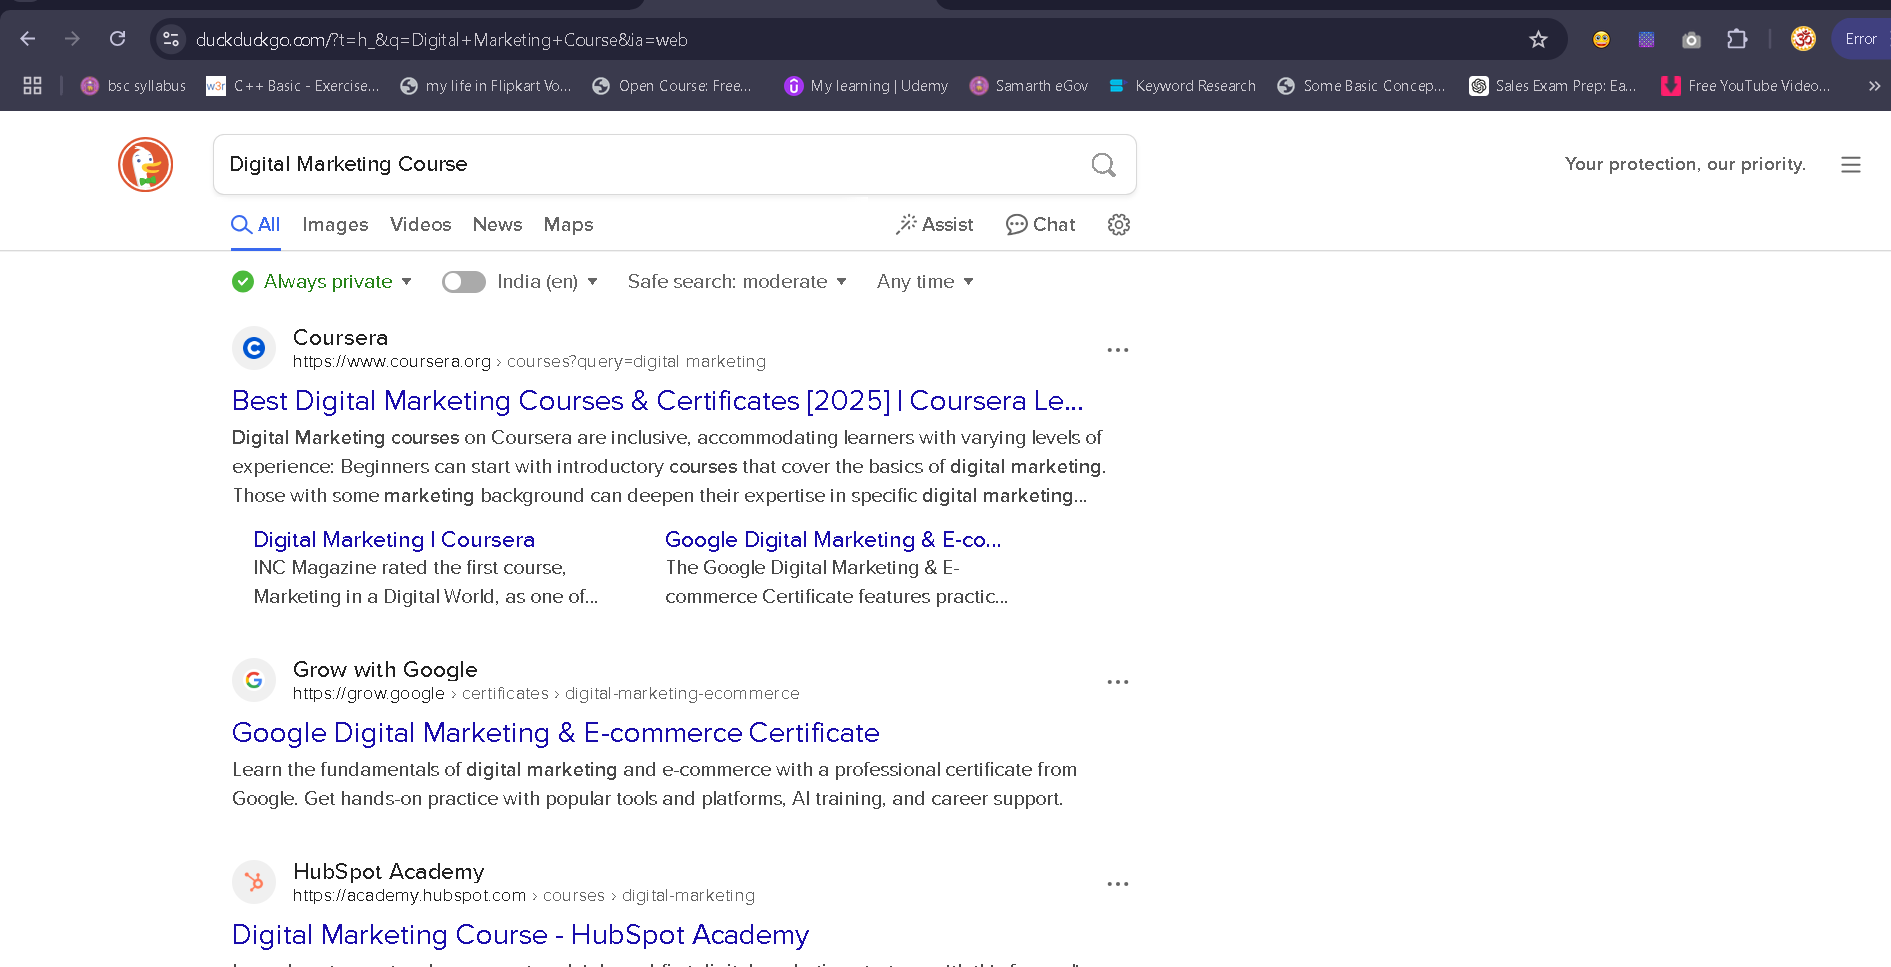 duckduckgo.com/?t=h_&q=Digital+Marketing+Course&ia=web
Error
bsc syllabus
w3r C++ Basic - Exercise...
my life in Flipkart Vo...
Open Course: Free...
My learning | Udemy
Samarth eGov
Keyword Research
Some Basic Concep...
Sales Exam Prep: Ea...
Free YouTube Video...
Digital Marketing Course
Your protection, our priority.
All Images Videos News Maps Assist Chat
Always private India (en) Safe search: moderate Any time
Coursera
https://www.coursera.org › courses?query=digital marketing
Best Digital Marketing Courses & Certificates [2025] | Coursera Le...
Digital Marketing courses on Coursera are inclusive, accommodating learners with varying levels of
experience: Beginners can start with introductory courses that cover the basics of digital marketing.
Those with some marketing background can deepen their expertise in specific digital marketing...
Digital Marketing | Coursera
INC Magazine rated the first course,
Marketing in a Digital World, as one of...
Google Digital Marketing & E-co...
The Google Digital Marketing & E-
commerce Certificate features practic...
Grow with Google
https://grow.google › certificates › digital-marketing-ecommerce
Google Digital Marketing & E-commerce Certificate
Learn the fundamentals of digital marketing and e-commerce with a professional certificate from
Google. Get hands-on practice with popular tools and platforms, AI training, and career support.
HubSpot Academy
https://academy.hubspot.com › courses › digital-marketing
Digital Marketing Course - HubSpot Academy